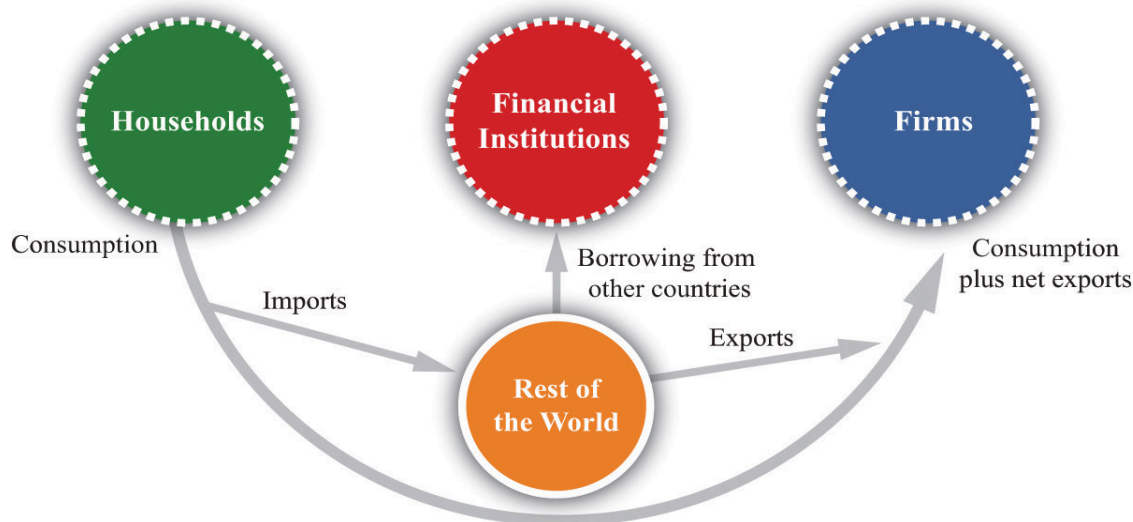 Households
Financial
Institutions
Firms
Consumption
Imports
Borrowing from
other countries
Exports
Consumption
plus net exports
Rest of
the World